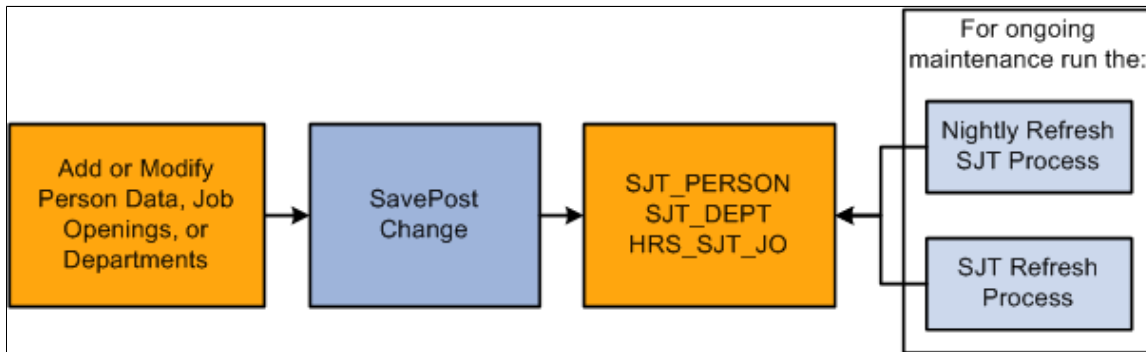 Add or Modify
Person Data, Job
Openings, or
Departments
SavePost
Change
SJT_PERSON
SJT_DEPT
HRS_SJT_JO
For ongoing
maintenance run the:
Nightly Refresh
SJT Process
SJT Refresh
Process